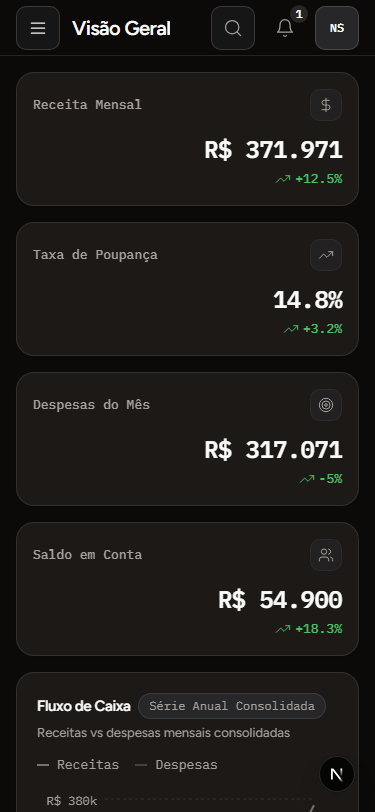 Visão Geral
1
NS
Receita Mensal
R$ 371.971
+12.5%
Taxa de Poupança
14.8%
+3.2%
Despesas do Mês
R$ 317.071
-5%
Saldo em Conta
R$ 54.900
+18.3%
Fluxo de Caixa Série Anual Consolidada
Receitas vs despesas mensais consolidadas
Receitas Despesas
N
R$ 380k